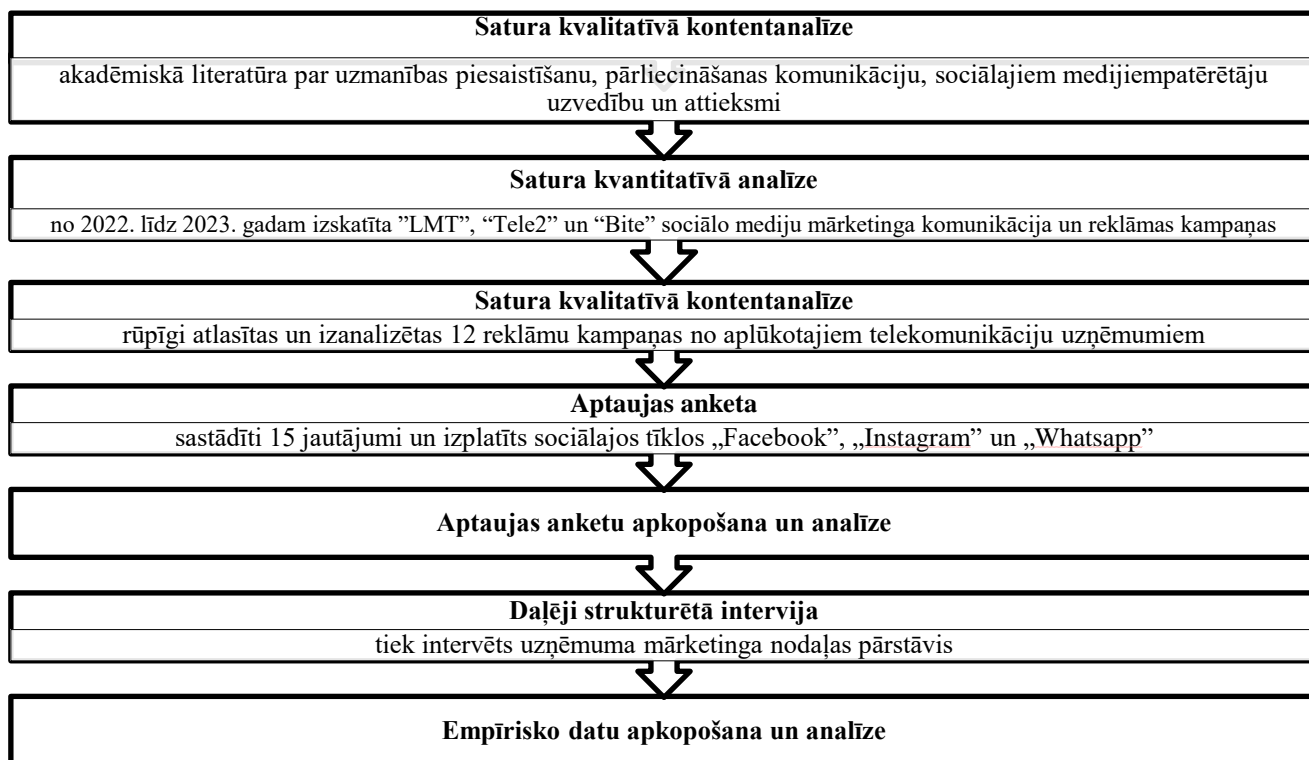 Satura kvalitatīvā kontentanalīze
akadēmiskā literatūra par uzmanības piesaistīšanu, pārliecināšanas komunikāciju, sociālajiem medijiempatērētāju
uzvedību un attieksmi
Satura kvantitatīvā analīze
no 2022. līdz 2023. gadam izskatīta ”LMT”, “Tele2” un “Bite” sociālo mediju mārketinga komunikācija un reklāmas kampaņas
Satura kvalitatīvā kontentanalīze
rūpīgi atlasītas un izanalizētas 12 reklāmu kampaņas no aplūkotajiem telekomunikāciju uzņēmumiem
Aptaujas anketa
sastādīti 15 jautājumi un izplatīts sociālajos tīklos „Facebook”, „Instagram” un „Whatsapp”
Aptaujas anketu apkopošana un analīze
Daļēji strukturētā intervija
tiek intervēts uzņēmuma mārketinga nodaļas pārstāvis
Empīrisko datu apkopošana un analīze